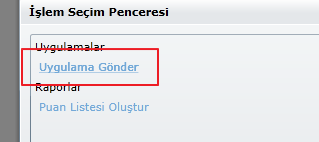 İşlem Seçim Penceresi
Uygulamalar
Uygulama Gönder
Raporlar
Puan Listesi Oluştur